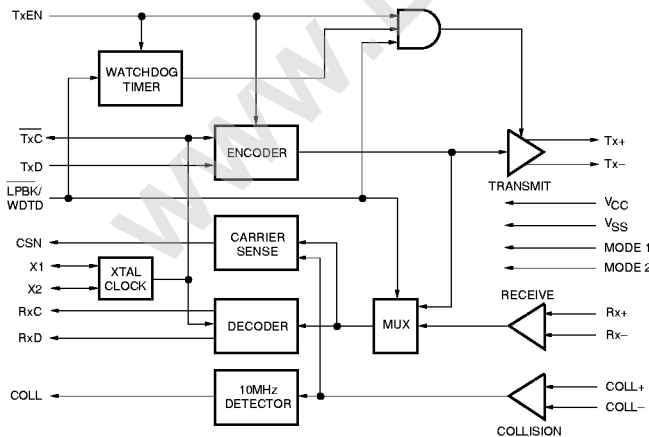 TxEN
WATCHDOG
TIMER
TxC
TxD
ENCODER
Tx+
Tx–
TRANSMIT
LPBK/
WDTD
VCC
VSS
MODE 1
MODE 2
CSN
CARRIER
SENSE
X1
X2
XTAL
CLOCK
RxC
RxD
DECODER
MUX
RECEIVE
Rx+
Rx–
COLL
10MHz
DETECTOR
COLL+
COLL–
COLLISION
www.